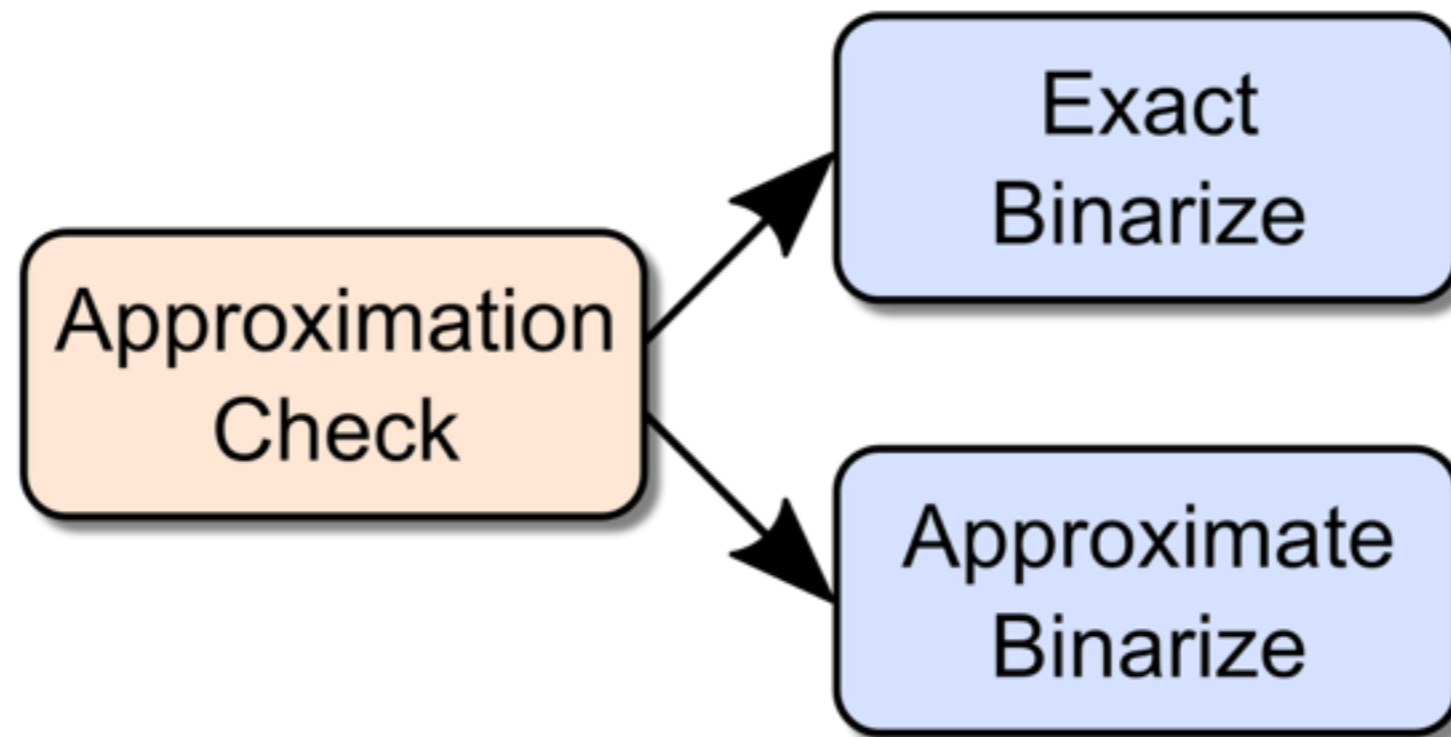 Approximation
Check
Exact
Binarize
Approximate
Binarize